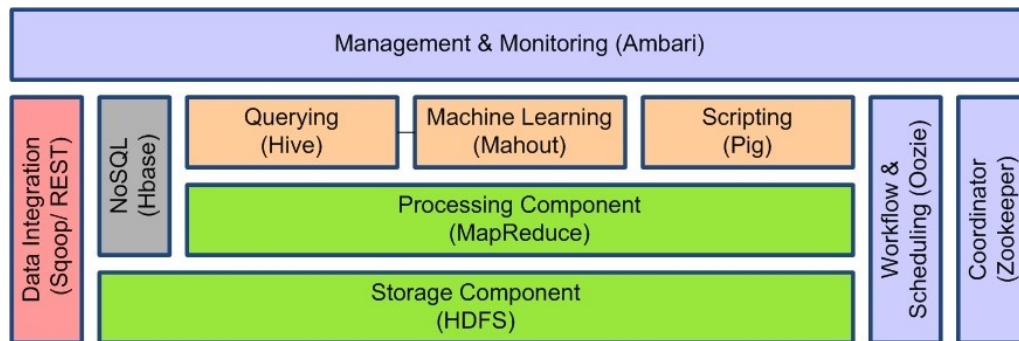 Management & Monitoring (Ambari)
Data Integration
(Sqoop/ REST)
NoSQL
(Hbase)
Querying
(Hive)
Machine Learning
(Mahout)
Scripting
(Pig)
Processing Component
(MapReduce)
Storage Component
(HDFS)
Workflow &
Scheduling (Oozie)
Coordinator
(Zookeeper)